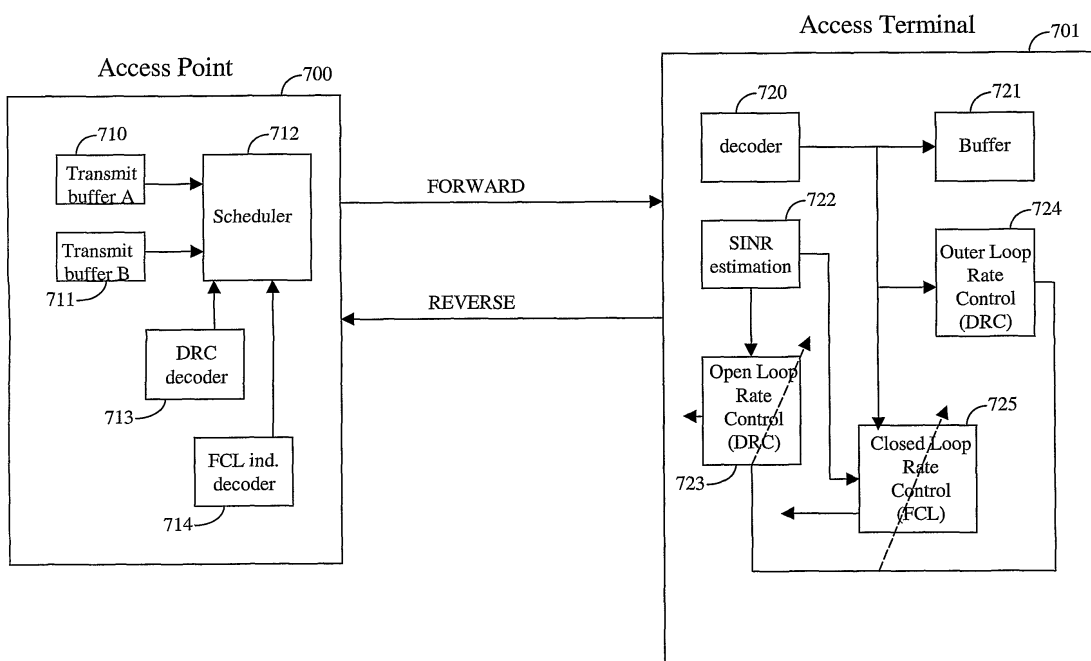 Access Terminal
701
Access Point
700
710
Transmit
buffer A
712
Scheduler
Transmit
buffer B
711
DRC
decoder
713
FCL ind.
decoder
714
FORWARD
REVERSE
720
decoder
721
Buffer
722
SINR
estimation
724
Outer Loop
Rate
Control
(DRC)
Open Loop
Rate
Control
(DRC)
723
725
Closed Loop
Rate
Control
(FCL)